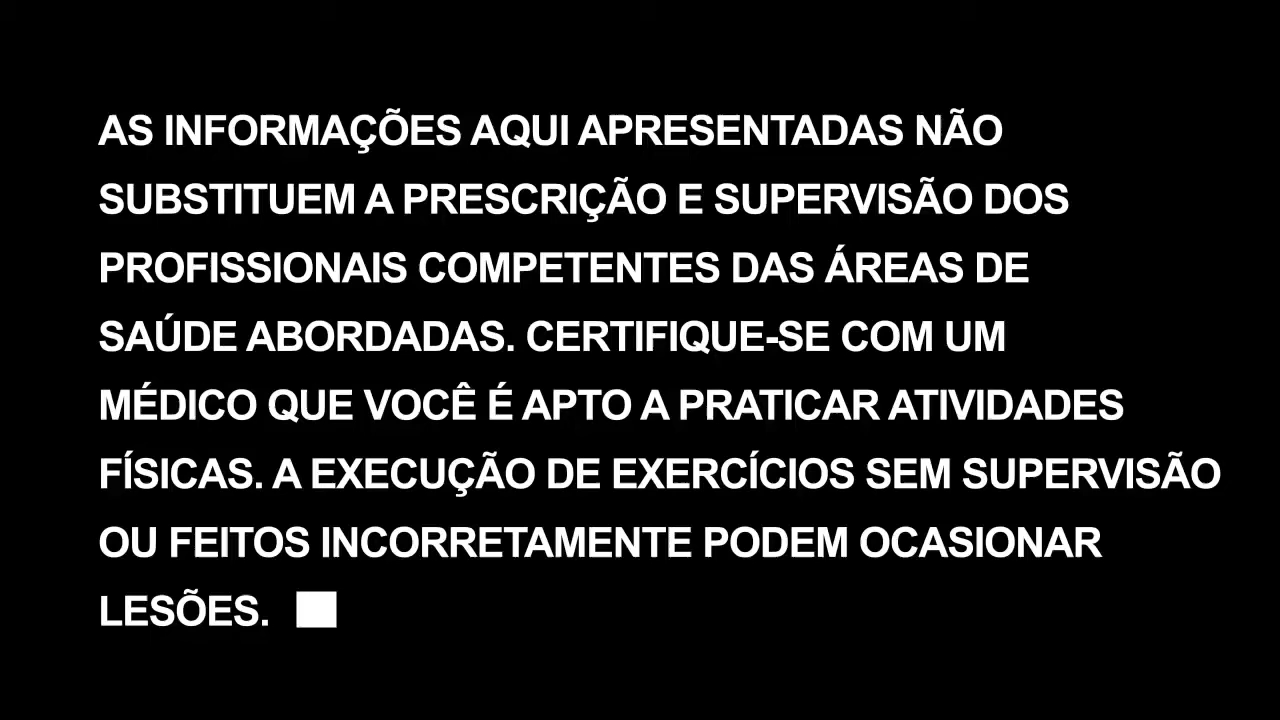 AS INFORMAÇÕES AQUI APRESENTADAS NÃO
SUBSTITUEM A PRESCRIÇÃO E SUPERVISÃO DOS
PROFISSIONAIS COMPETENTES DAS ÁREAS DE
SAÚDE ABORDADAS. CERTIFIQUE-SE COM UM
MÉDICO QUE VOCÊ É APTO A PRATICAR ATIVIDADES
FÍSICAS. A EXECUÇÃO DE EXERCÍCIOS SEM SUPERVISÃO
OU FEITOS INCORRETAMENTE PODEM OCASIONAR
LESÕES.